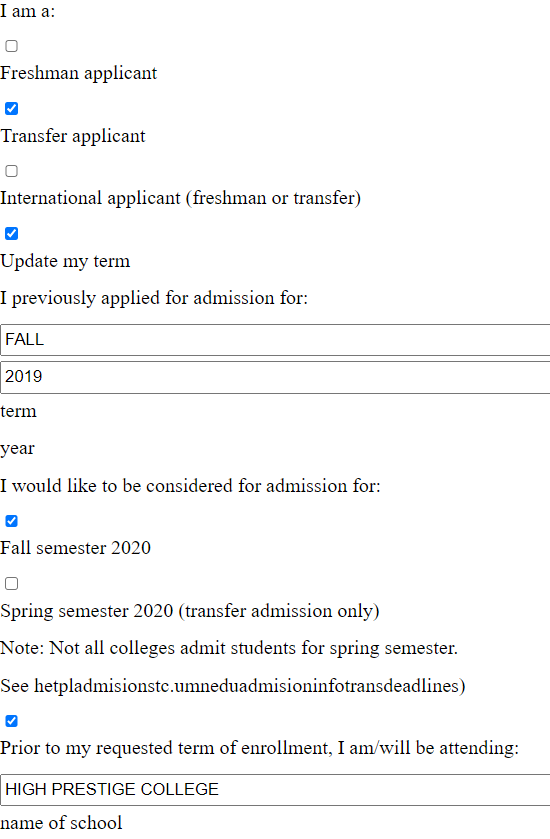 I am a:
Freshman applicant
Transfer applicant
International applicant (freshman or transfer)
Update my term
I previously applied for admission for:
FALL
2019
term
year
I would like to be considered for admission for:
Fall semester 2020
Spring semester 2020 (transfer admission only)
Note: Not all colleges admit students for spring semester.
See hetpladmisionstc.umneduadmisioninfotransdeadlines)
Prior to my requested term of enrollment, I am/will be attending:
HIGH PRESTIGE COLLEGE
name of school